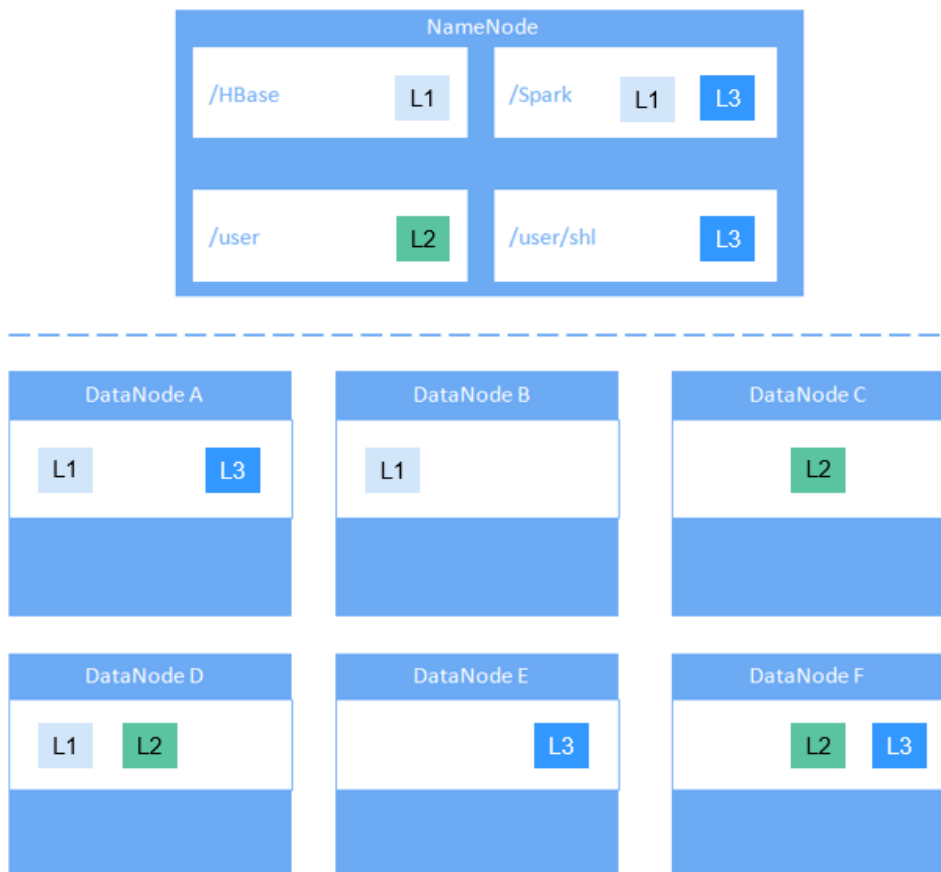 NameNode
/HBase L1
/Spark L1 L3
/user L2
/user/shl L3
DataNode A
L1 L3
DataNode B
L1
DataNode C
L2
DataNode D
L1 L2
DataNode E
L3
DataNode F
L2 L3